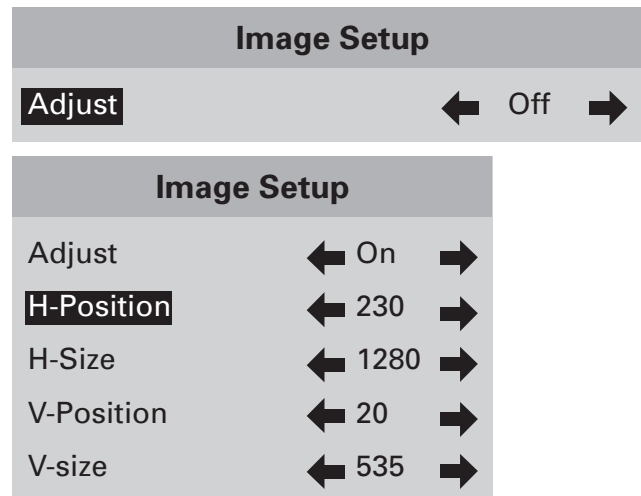 Image Setup
Adjust Off
Image Setup
Adjust On
H-Position 230
H-Size 1280
V-Position 20
V-size 535